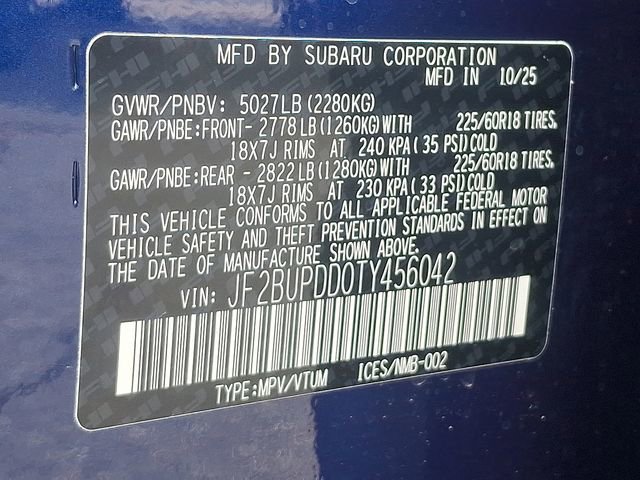 MFD BY SUBARU CORPORATION
MFD IN 10/25
GVWR/PNBV: 5027LB (2280KG)
GAWR/PNBE:FRONT- 2778 LB (1260KG) WITH 225/60R18 TIRES,
18X7J RIMS AT 240 KPA ( 35 PSI) COLD
GAWR/PNBE:REAR - 2822 LB (1280KG) WITH 225/60R18 TIRES.
18X7J RIMS AT 230 KPA ( 33 PSI) COLD
THIS VEHICLE CONFORMS TO ALL APPLICABLE FEDERAL MOTOR
VEHICLE SAFETY AND THEFT PREVENTION STANDARDS IN EFFECT ON
THE DATE OF MANUFACTURE SHOWN ABOVE.
VIN: JF2BUPDD0TY456042
TYPE:MPV/VTUM ICES/NMB-002